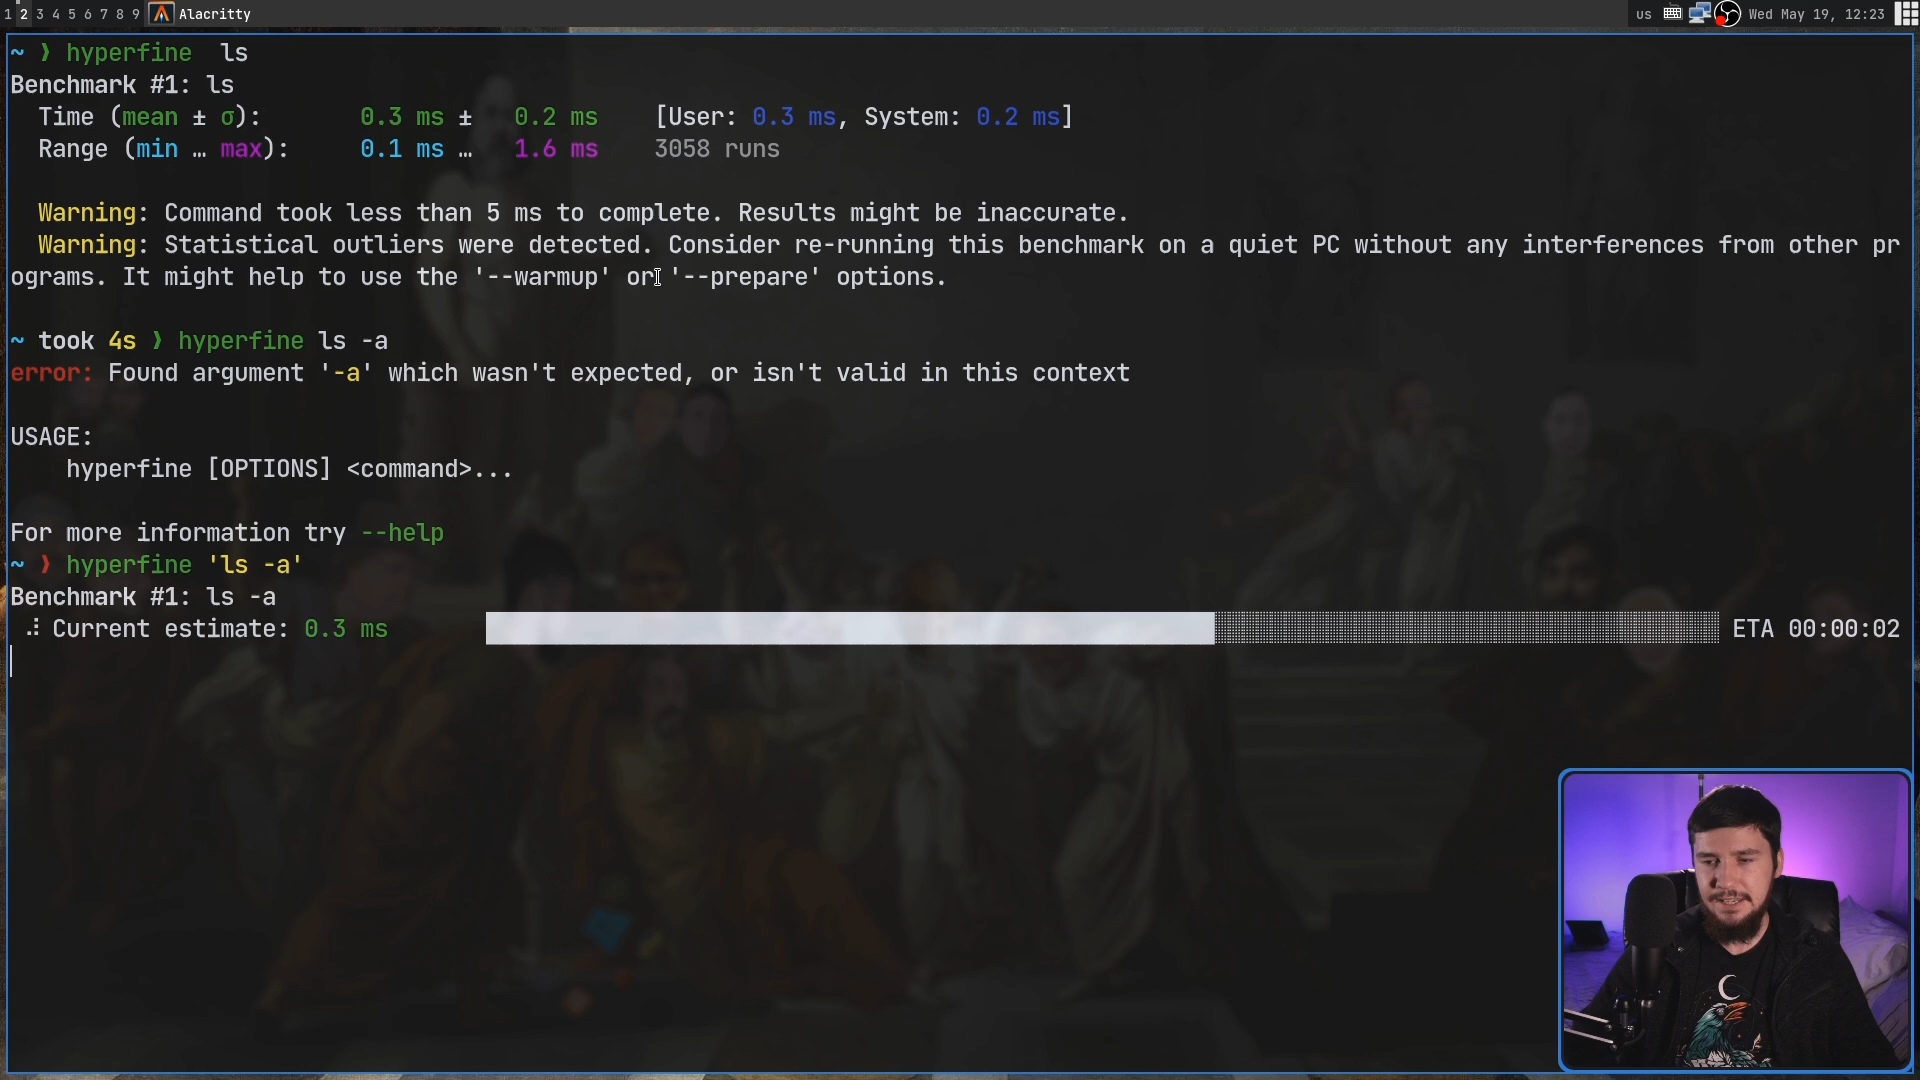 1 2 3 4 5 6 7 8 9 Alacritty us Wed May 19, 12:23
~ ❯ hyperfine  ls
Benchmark #1: ls
  Time (mean ± σ):       0.3 ms ±   0.2 ms    [User: 0.3 ms, System: 0.2 ms]
  Range (min … max):     0.1 ms …   1.6 ms    3058 runs
  Warning: Command took less than 5 ms to complete. Results might be inaccurate.
  Warning: Statistical outliers were detected. Consider re-running this benchmark on a quiet PC without any interferences from other pr
ograms. It might help to use the '--warmup' or '--prepare' options.
~ took 4s ❯ hyperfine ls -a
error: Found argument '-a' which wasn't expected, or isn't valid in this context
USAGE:
    hyperfine [OPTIONS] <command>...
For more information try --help
~ ❯ hyperfine 'ls -a'
Benchmark #1: ls -a
 ⠼ Current estimate: 0.3 ms ETA 00:00:02